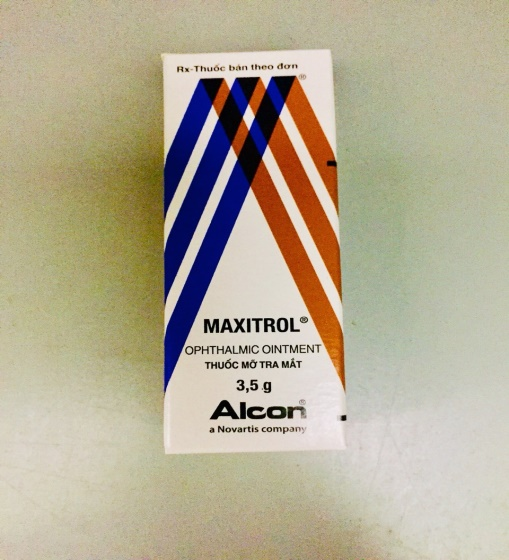 Rx-Thuốc bán theo đơn
®
MAXITROL®
OPHTHALMIC OINTMENT
THUỐC MỠ TRA MẮT
3,5 g
Alcon®
a Novartis company